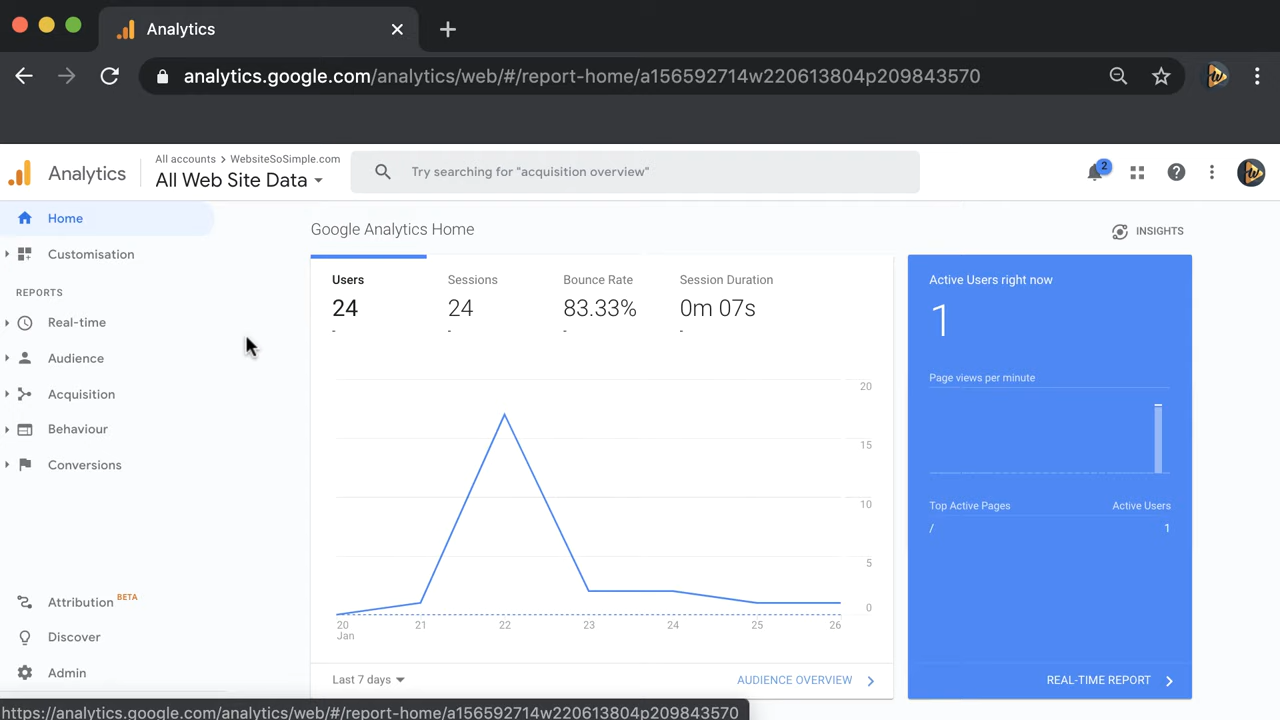 Analytics
analytics.google.com/analytics/web/#/report-home/a156592714w220613804p209843570
Analytics
All accounts > WebsiteSoSimple.com
All Web Site Data
Try searching for "acquisition overview"
2
Home
Customisation
REPORTS
Real-time
Audience
Acquisition
Behaviour
Conversions
Attribution BETA
Discover
Admin
Google Analytics Home
INSIGHTS
Users
24
-
Sessions
24
-
Bounce Rate
83.33%
-
Session Duration
0m 07s
-
20
15
10
5
0
20 21 22 23 24 25 26
Jan
Last 7 days
AUDIENCE OVERVIEW
Active Users right now
1
Page views per minute
Top Active Pages Active Users
/ 1
REAL-TIME REPORT
https://analytics.google.com/analytics/web/#/report-home/a156592714w220613804p209843570